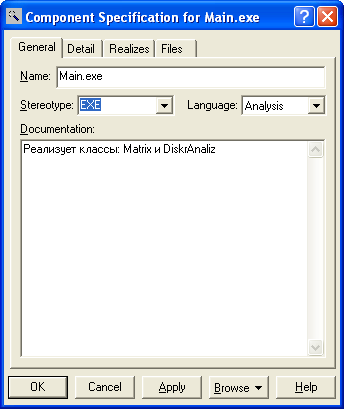 Component Specification for Main.exe
General Detail Realizes Files
Name: Main.exe
Stereotype: EXE Language: Analysis
Documentation:
Реализует классы: Matrix и DiskrAnaliz
OK Cancel Apply Browse Help